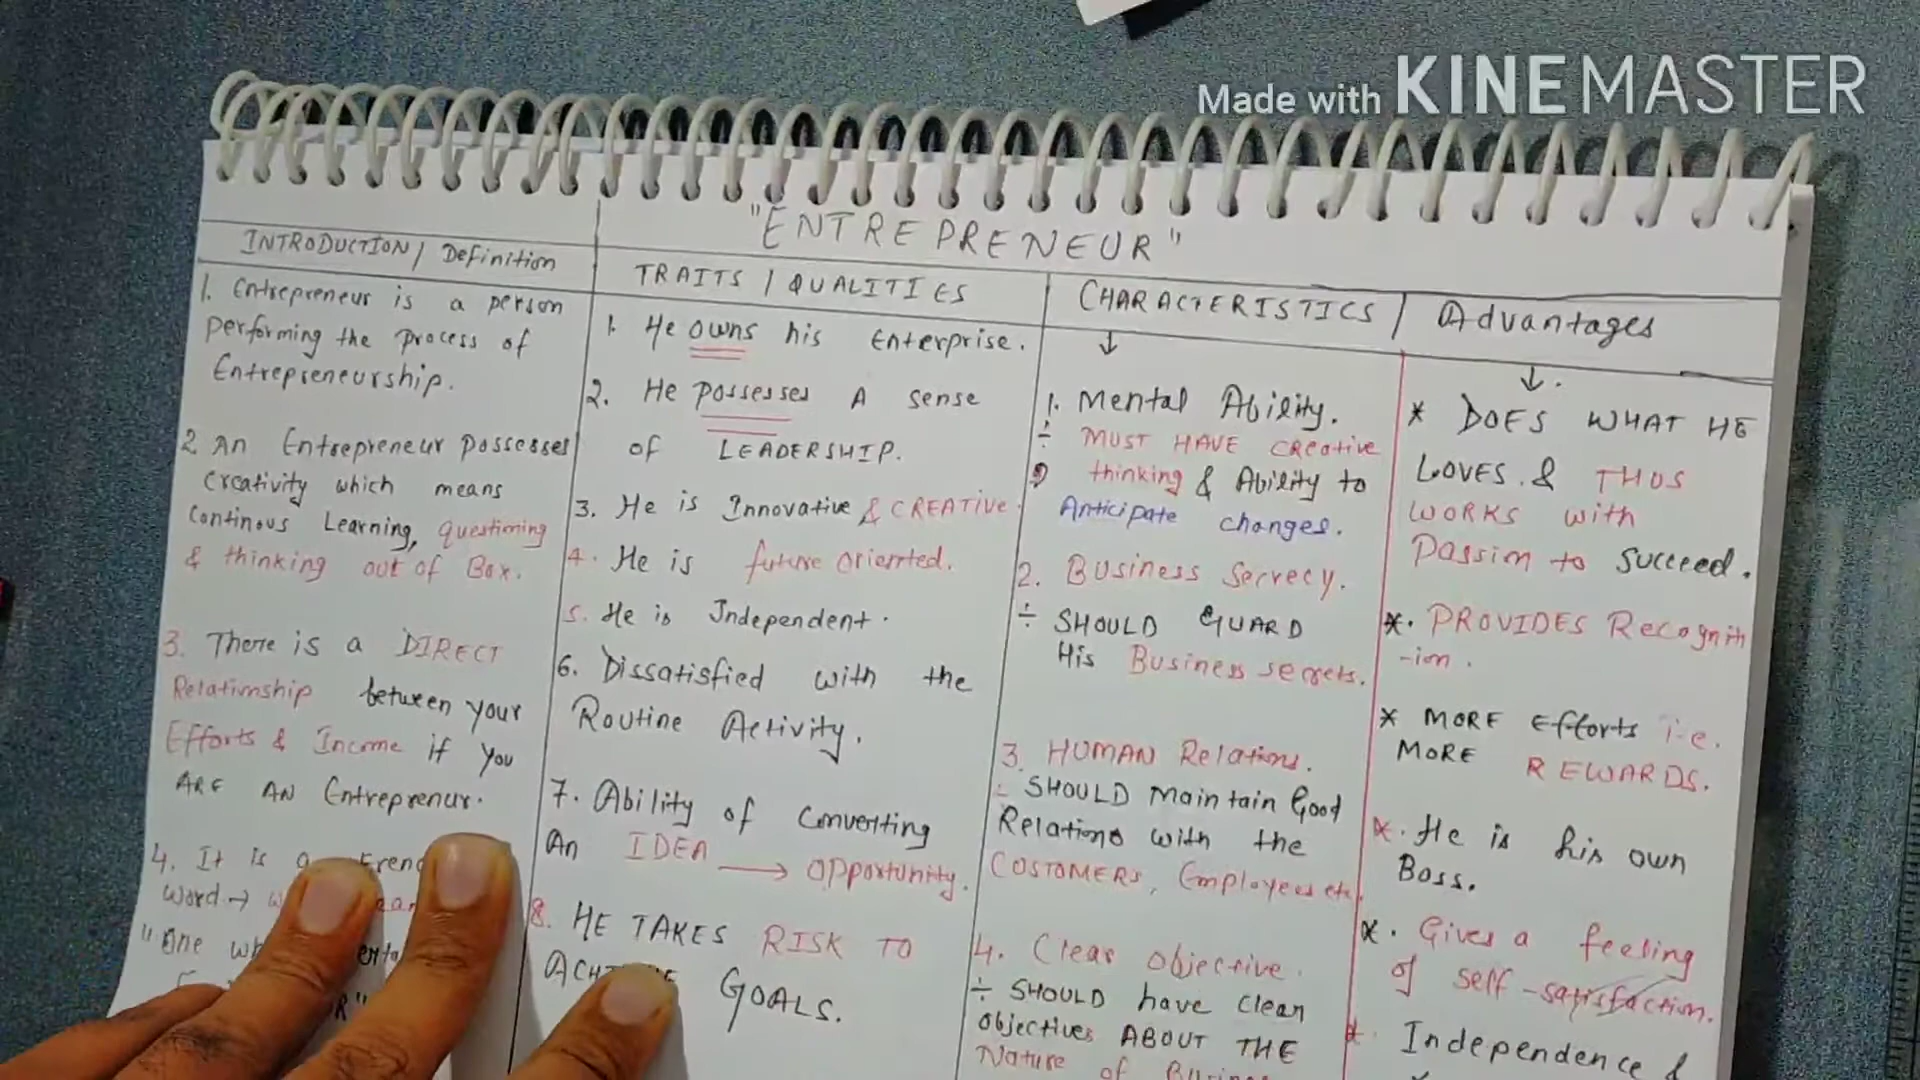 Made with KINEMASTER
"ENTREPRENEUR"
INTRODUCTION / Definition
1. Entrepreneur is a person
performing the process of
Entrepreneurship.
2 An Entrepreneur possesses
Creativity which means
continous Learning, questioning
& thinking out of Box.
3. There is a DIRECT
Relationship between your
Efforts & Income if you
ARE AN Entreprenur.
4. It is a
word →
"One
TRAITS / QUALITIES
1. He owns his Enterprise.
2. He possesses A sense
of LEADERSHIP.
3. He is Innovative & CREATIVE.
4. He is future oriented.
5. He is Independent.
6. Dissatisfied with the
Routine Activity.
7. Ability of Converting
An IDEA → opportunity.
8. HE TAKES RISK TO
GOALS.
CHARACTERISTICS /
↓
1. Mental Ability.
÷ MUST HAVE creative
thinking & Ability to
Anticipate changes.
2. Business Secrecy.
÷ SHOULD GUARD
His Business secrets.
3. HUMAN Relations.
- SHOULD maintain Good
Relations with the
COSTOMERS, Employees etc.
4. Clear objective.
÷ SHOULD have clear
objectives ABOUT THE
Nature of
Advantages
↓.
* DOES WHAT HE
LOVES. & THUS
WORKS with
Passion to succeed.
*. PROVIDES Recognit
-ion.
* MORE Efforts i.e.
MORE REWARDS.
*. He is his own
Boss.
*. Gives a feeling
of self-satisfaction.
* Independence &